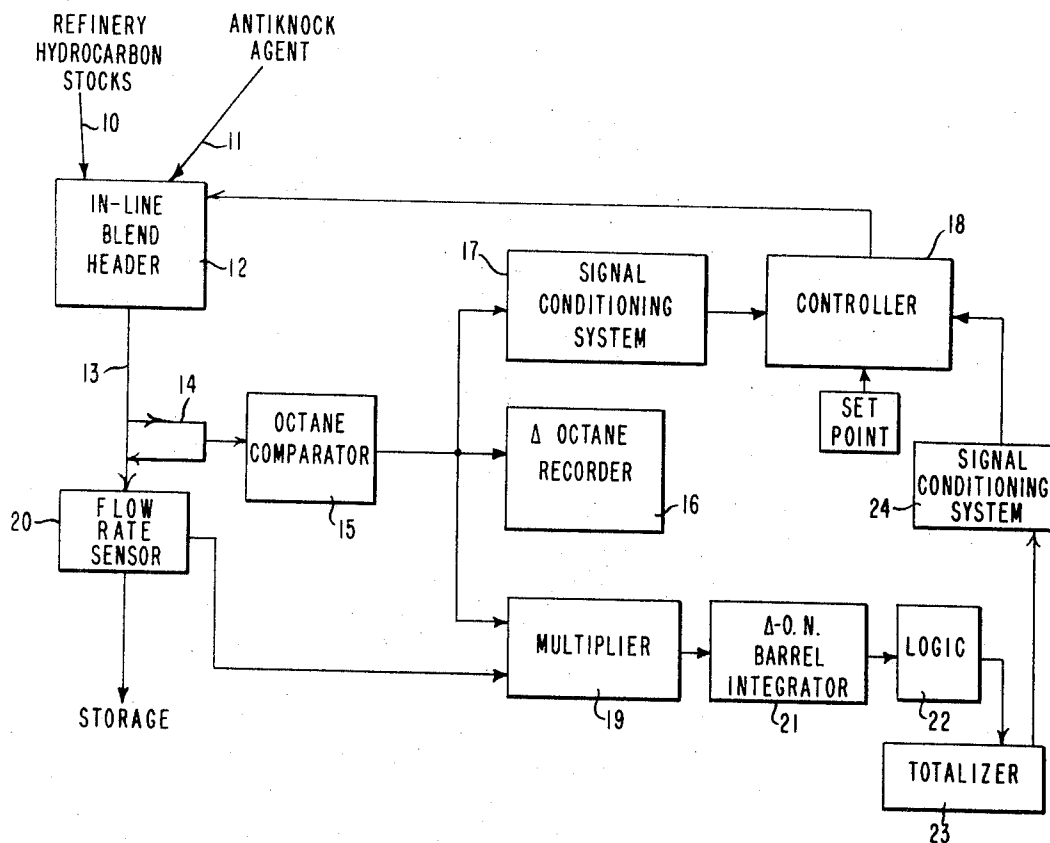 REFINERY
HYDROCARBON
STOCKS
ANTIKNOCK
AGENT
10
11
IN-LINE
BLEND
HEADER
12
13
14
OCTANE
COMPARATOR
15
17
SIGNAL
CONDITIONING
SYSTEM
18
CONTROLLER
SET
POINT
Δ OCTANE
RECORDER
16
SIGNAL
CONDITIONING
SYSTEM
24
20
FLOW
RATE
SENSOR
STORAGE
MULTIPLIER
19
Δ-O. N.
BARREL
INTEGRATOR
21
LOGIC
22
TOTALIZER
23